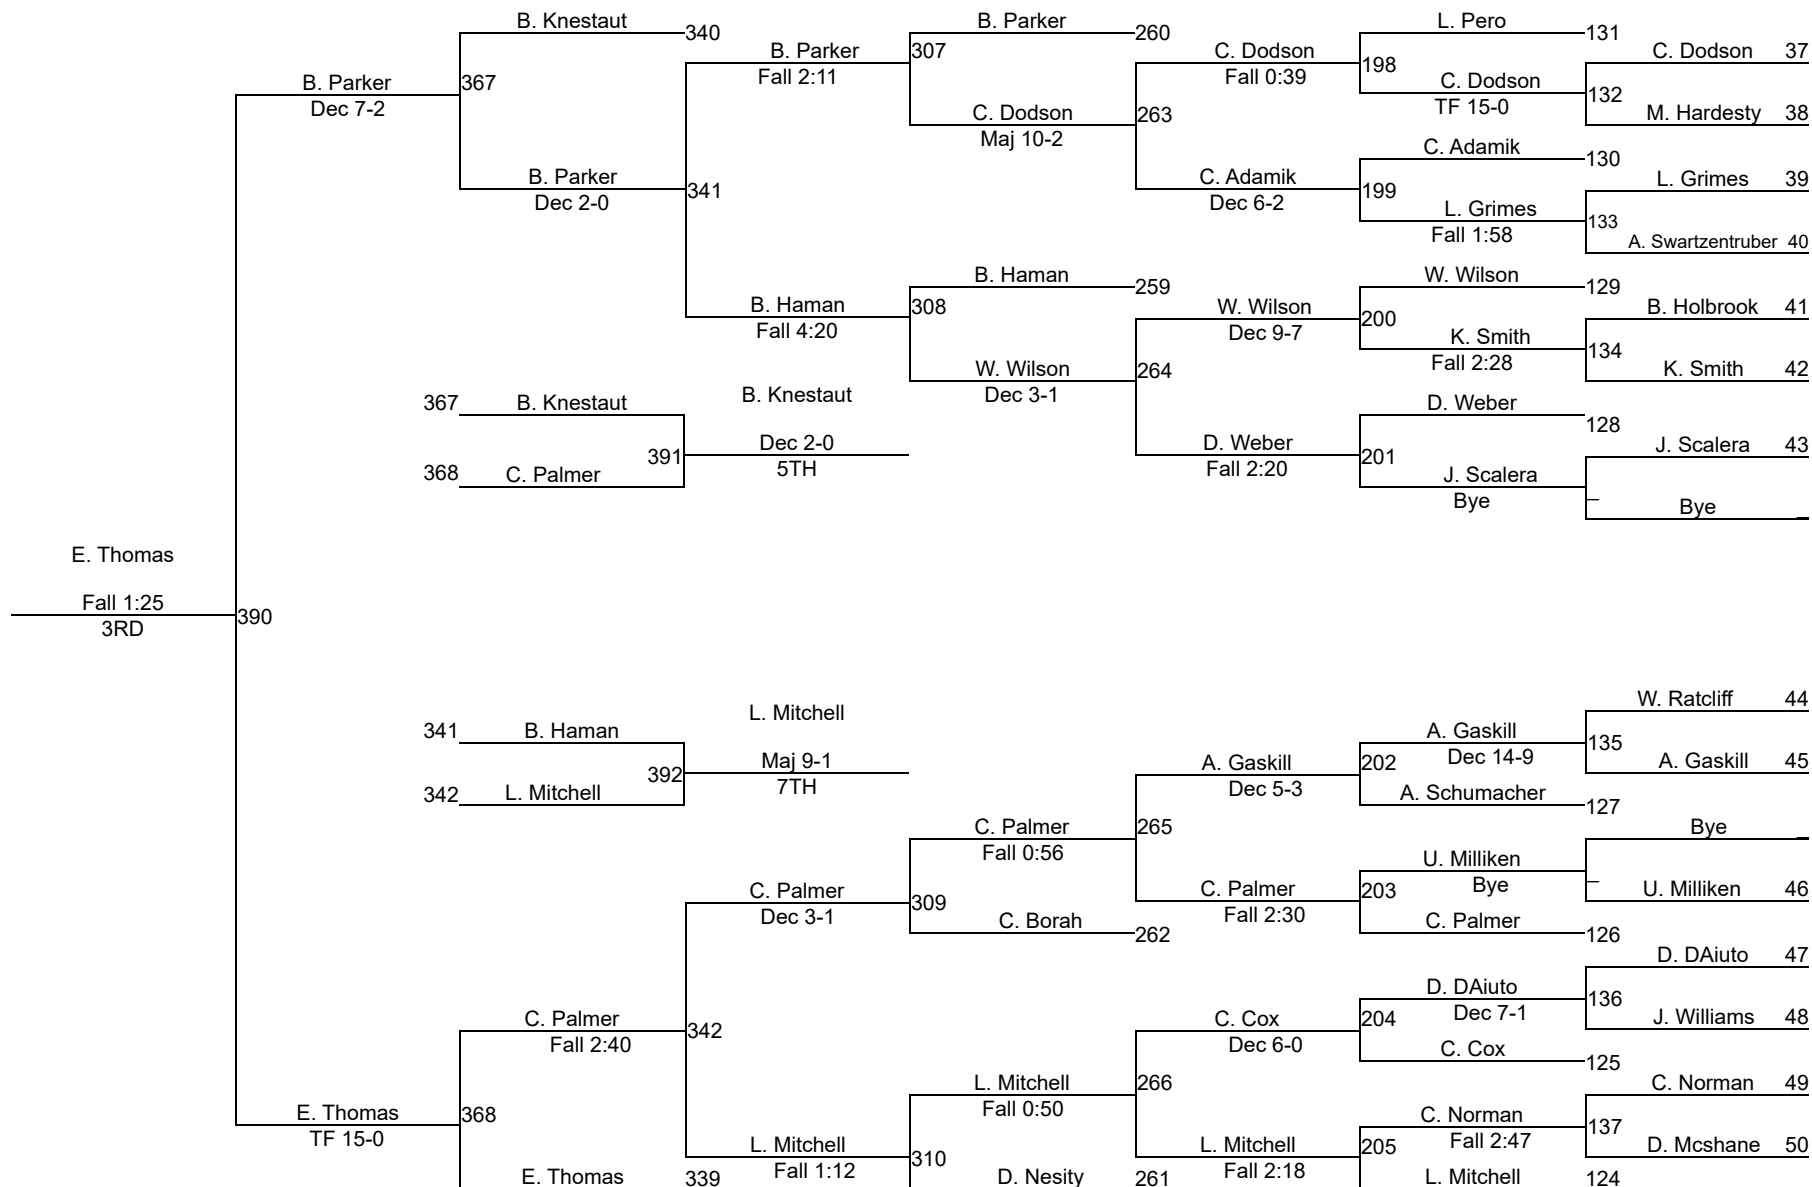 B. Knestaut
340
B. Parker
260
L. Pero
131
B. Parker
Fall 2:11
307
C. Dodson
Fall 0:39
198
C. Dodson 37
B. Parker
Dec 7-2
367
C. Dodson
TF 15-0
132
C. Dodson
Maj 10-2
263
M. Hardesty 38
C. Adamik
130
B. Parker
Dec 2-0
341
C. Adamik
Dec 6-2
199
L. Grimes 39
L. Grimes
Fall 1:58
133
A. Swartzentruber 40
B. Haman
259
W. Wilson
129
B. Haman
Fall 4:20
308
W. Wilson
Dec 9-7
200
B. Holbrook 41
K. Smith
Fall 2:28
134
W. Wilson
Dec 3-1
264
K. Smith 42
367 B. Knestaut
B. Knestaut
D. Weber
128
391
Dec 2-0
5TH
D. Weber
Fall 2:20
201
J. Scalera 43
368 C. Palmer
J. Scalera
Bye
_
Bye _
E. Thomas
Fall 1:25
3RD
390
W. Ratcliff 44
341 B. Haman
L. Mitchell
A. Gaskill
Dec 14-9
135
392
Maj 9-1
7TH
A. Gaskill
Dec 5-3
202
A. Gaskill 45
342 L. Mitchell
A. Schumacher
127
C. Palmer
Fall 0:56
265
Bye _
U. Milliken
Bye
_
C. Palmer
Dec 3-1
309
C. Palmer
Fall 2:30
203
U. Milliken 46
C. Borah
262
C. Palmer
126
D. DAiuto 47
D. DAiuto
Dec 7-1
136
C. Palmer
Fall 2:40
342
C. Cox
Dec 6-0
204
J. Williams 48
C. Cox
125
L. Mitchell
Fall 0:50
266
C. Norman 49
E. Thomas
TF 15-0
368
C. Norman
Fall 2:47
137
L. Mitchell
Fall 1:12
310
L. Mitchell
Fall 2:18
205
D. Mcshane 50
E. Thomas
339
D. Nesity
261
L. Mitchell
124